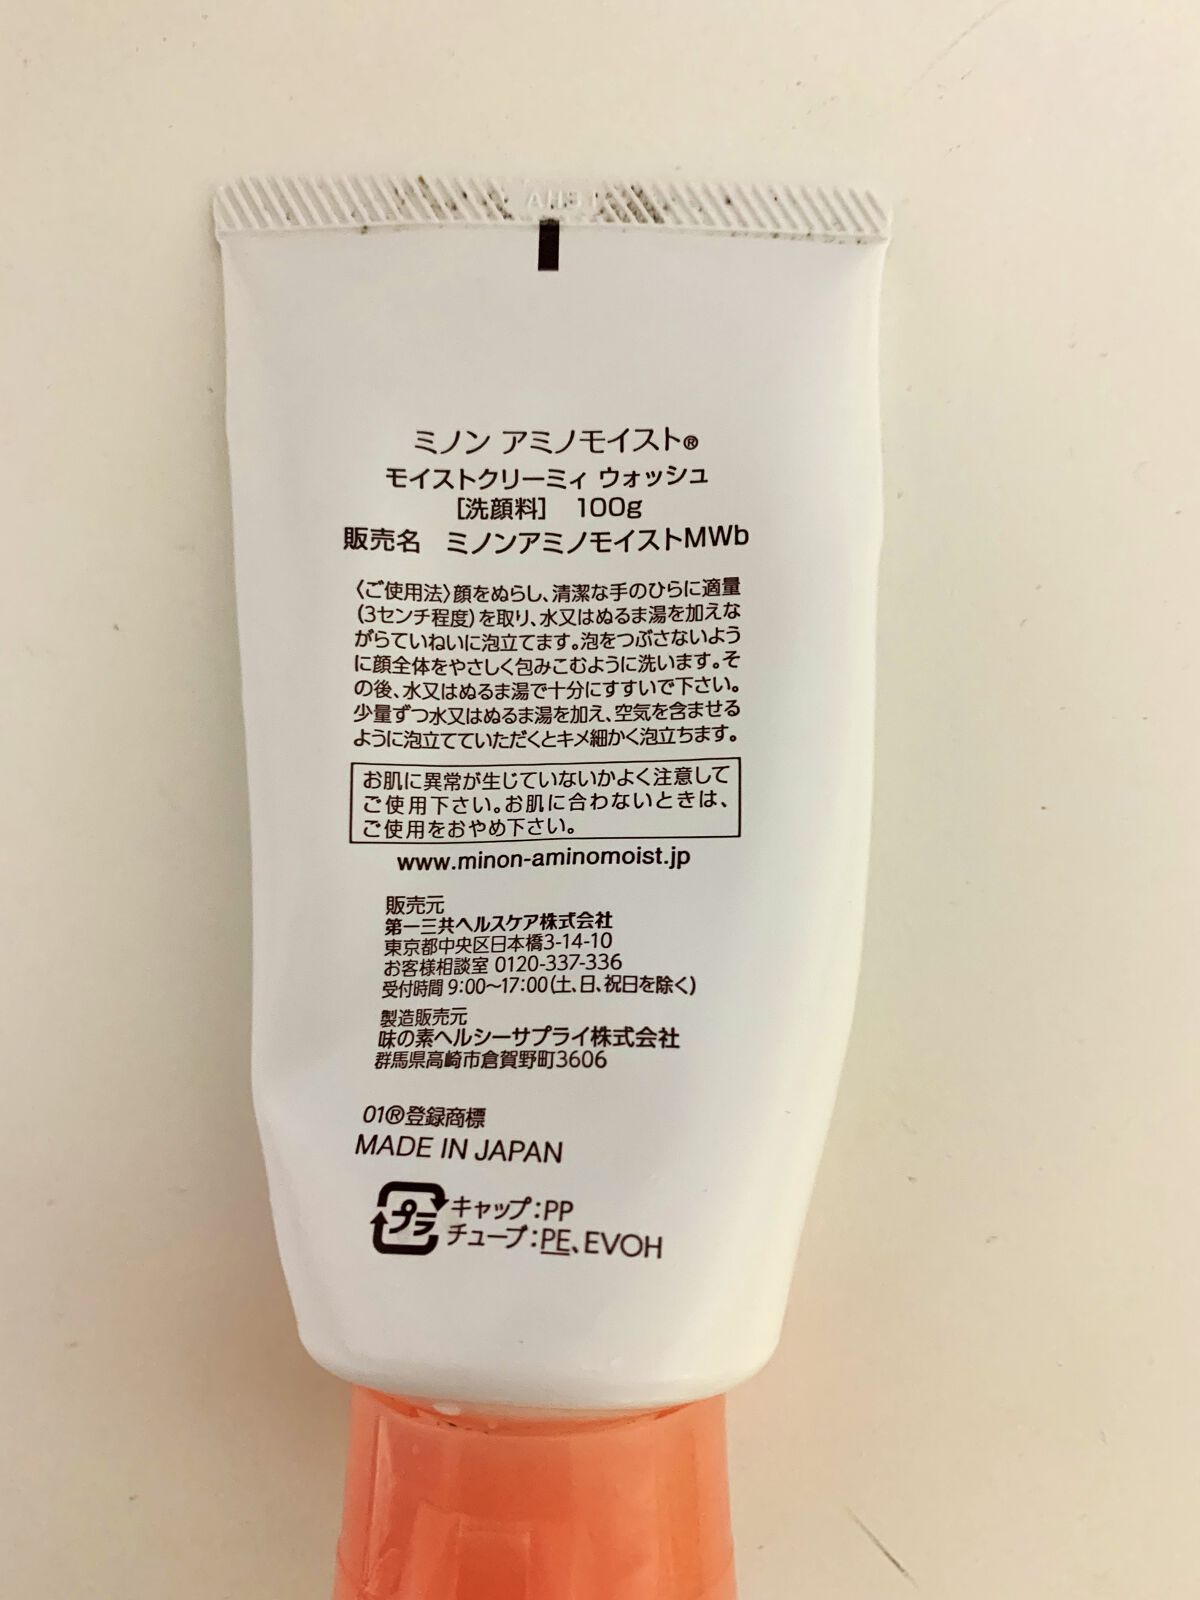 ミノン アミノモイスト®
モイストクリーミィ ウォッシュ
[洗顔料] 100g
販売名 ミノンアミノモイストMWb
〈ご使用法〉顔をぬらし、清潔な手のひらに適量
(3センチ程度)を取り、水又はぬるま湯を加えな
がらていねいに泡立てます。泡をつぶさないよう
に顔全体をやさしく包みこむように洗います。そ
の後、水又はぬるま湯で十分にすすいで下さい。
少量ずつ水又はぬるま湯を加え、空気を含ませる
ように泡立てていただくとキメ細かく泡立ちます。
お肌に異常が生じていないかよく注意して
ご使用下さい。お肌に合わないときは、
ご使用をおやめ下さい。
www.minon-aminomoist.jp
販売元
第一三共ヘルスケア株式会社
東京都中央区日本橋3-14-10
お客様相談室 0120-337-336
受付時間 9:00〜17:00(土、日、祝日を除く)
製造販売元
味の素ヘルシーサプライ株式会社
群馬県高崎市倉賀野町3606
01®登録商標
MADE IN JAPAN
プラ
キャップ:PP
チューブ:PE、EVOH